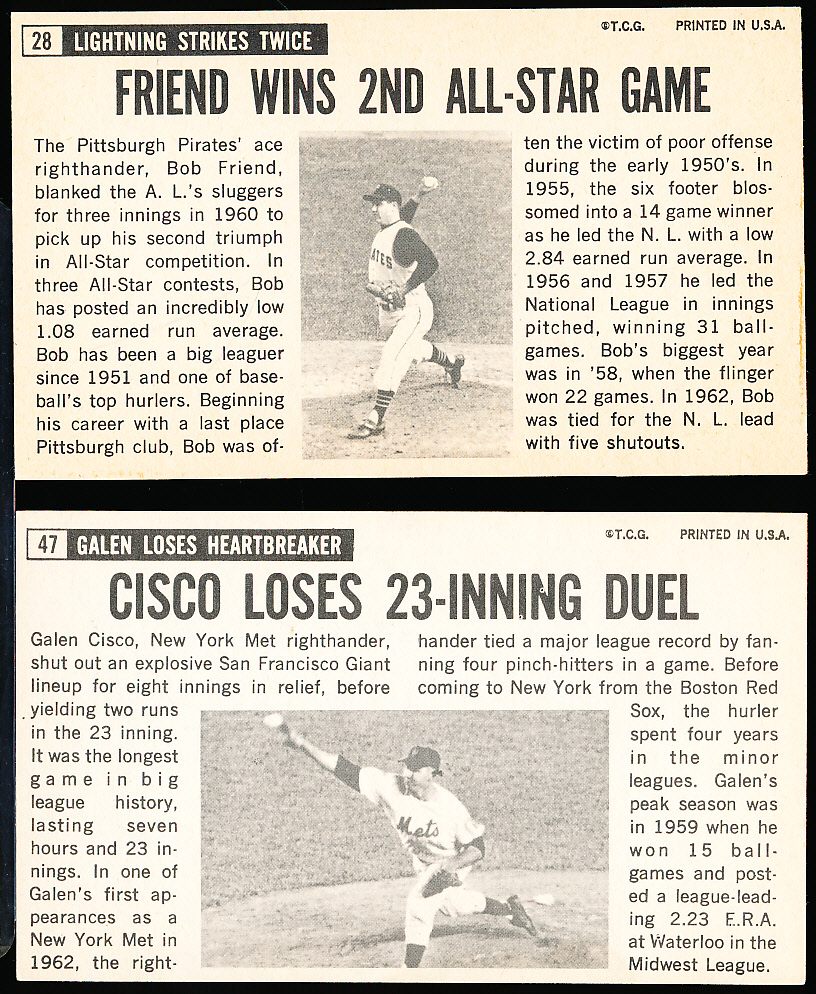 28 LIGHTNING STRIKES TWICE
©T.C.G. PRINTED IN U.S.A.
FRIEND WINS 2ND ALL-STAR GAME
The Pittsburgh Pirates' ace
righthander, Bob Friend,
blanked the A. L.'s sluggers
for three innings in 1960 to
pick up his second triumph
in All-Star competition. In
three All-Star contests, Bob
has posted an incredibly low
1.08 earned run average.
Bob has been a big leaguer
since 1951 and one of base-
ball's top hurlers. Beginning
his career with a last place
Pittsburgh club, Bob was of-
ATES
ten the victim of poor offense
during the early 1950's. In
1955, the six footer blos-
somed into a 14 game winner
as he led the N. L. with a low
2.84 earned run average. In
1956 and 1957 he led the
National League in innings
pitched, winning 31 ball-
games. Bob's biggest year
was in '58, when the flinger
won 22 games. In 1962, Bob
was tied for the N. L. lead
with five shutouts.
47 GALEN LOSES HEARTBREAKER
©T.C.G. PRINTED IN U.S.A.
CISCO LOSES 23-INNING DUEL
Galen Cisco, New York Met righthander,
shut out an explosive San Francisco Giant
lineup for eight innings in relief, before
yielding two runs
in the 23 inning.
It was the longest
game in big
league history,
lasting seven
hours and 23 in-
nings. In one of
Galen's first ap-
pearances as a
New York Met in
1962, the right-
Mets
hander tied a major league record by fan-
ning four pinch-hitters in a game. Before
coming to New York from the Boston Red
Sox, the hurler
spent four years
in the minor
leagues. Galen's
peak season was
in 1959 when he
won 15 ball-
games and post-
ed a league-lead-
ing 2.23 E.R.A.
at Waterloo in the
Midwest League.